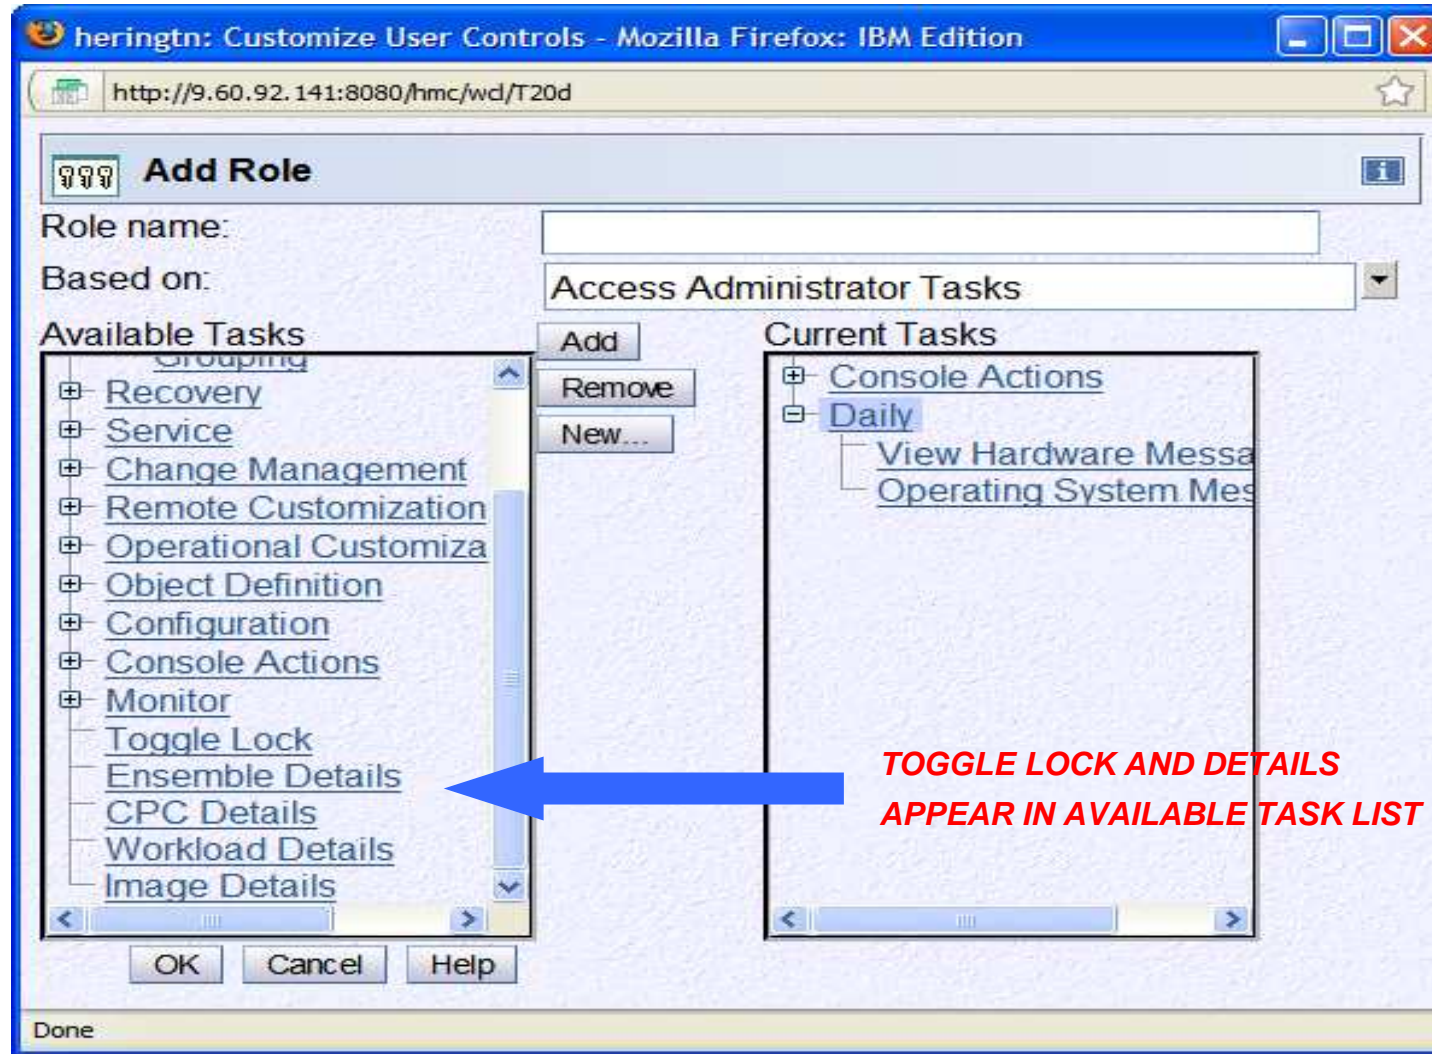 heringtn: Customize User Controls - Mozilla Firefox: IBM Edition
http://9.60.92.141:8080/hmc/wcl/T20d
Add Role
Role name:
Based on:
Access Administrator Tasks
Available Tasks
Add
Remove
New...
Current Tasks
Grouping
Recovery
Service
Change Management
Remote Customization
Operational Customiza
Object Definition
Configuration
Console Actions
Monitor
Toggle Lock
Ensemble Details
CPC Details
Workload Details
Image Details
Console Actions
Daily
View Hardware Messa
Operating System Mes
TOGGLE LOCK AND DETAILS
APPEAR IN AVAILABLE TASK LIST
OK
Cancel
Help
Done